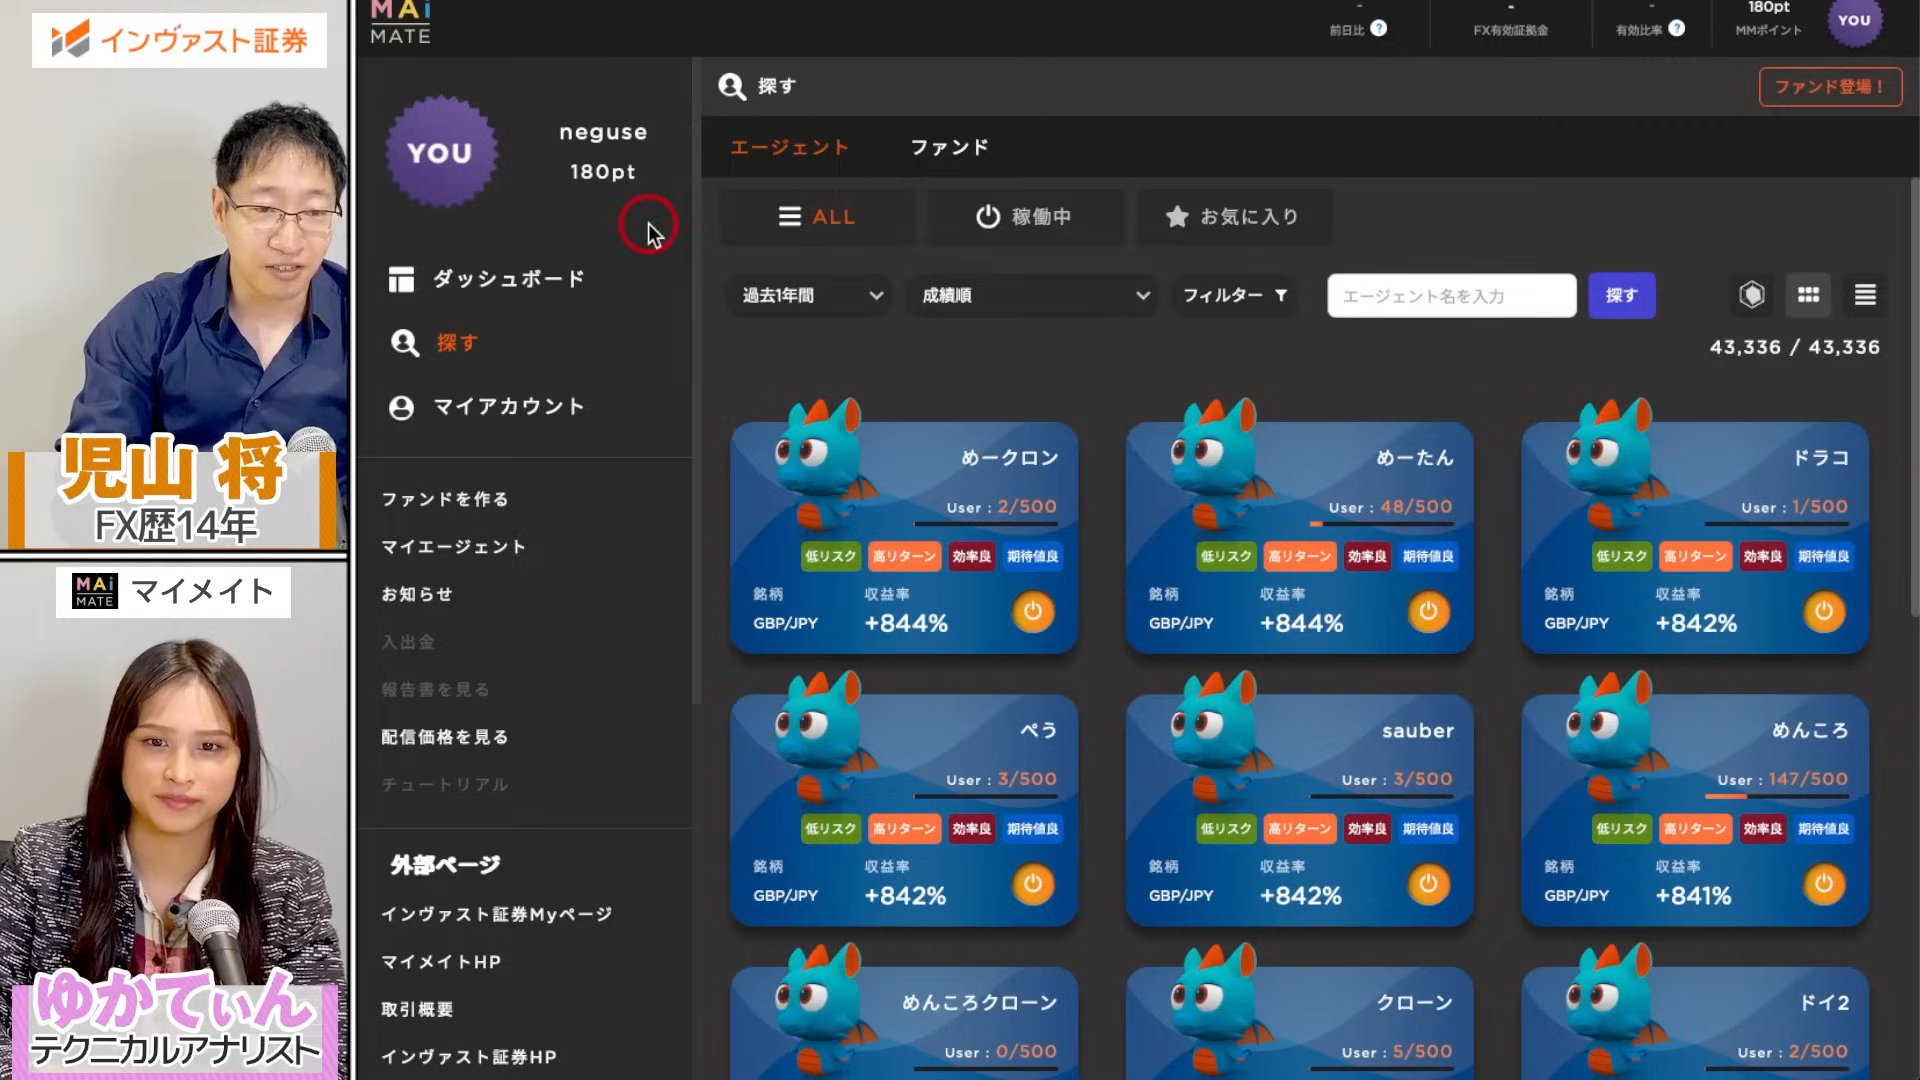 インヴァスト証券
児山 将
FX歴14年
MAi
MATE
マイメイト
ゆかてぃん
テクニカルアナリスト
MAi
MATE
前日比 ?
FX有効証拠金
有効比率 ?
180pt
MMポイント
YOU
YOU
neguse
180pt
ダッシュボード
探す
マイアカウント
ファンドを作る
マイエージェント
お知らせ
入出金
報告書を見る
配信価格を見る
チュートリアル
外部ページ
インヴァスト証券Myページ
マイメイトHP
取引概要
インヴァスト証券HP
探す
ファンド登場！
エージェント
ファンド
ALL
稼働中
お気に入り
過去1年間
成績順
フィルター
エージェント名を入力
探す
43,336 / 43,336
めークロン
User : 2/500
低リスク 高リターン 効率良 期待値良
銘柄 収益率
GBP/JPY +844%
めーたん
User : 48/500
低リスク 高リターン 効率良 期待値良
銘柄 収益率
GBP/JPY +844%
ドラコ
User : 1/500
低リスク 高リターン 効率良 期待値良
銘柄 収益率
GBP/JPY +842%
ぺう
User : 3/500
低リスク 高リターン 効率良 期待値良
銘柄 収益率
GBP/JPY +842%
sauber
User : 3/500
低リスク 高リターン 効率良 期待値良
銘柄 収益率
GBP/JPY +842%
めんころ
User : 147/500
低リスク 高リターン 効率良 期待値良
銘柄 収益率
GBP/JPY +841%
めんころクローン
User : 0/500
クローン
User : 5/500
ドイ2
User : 2/500